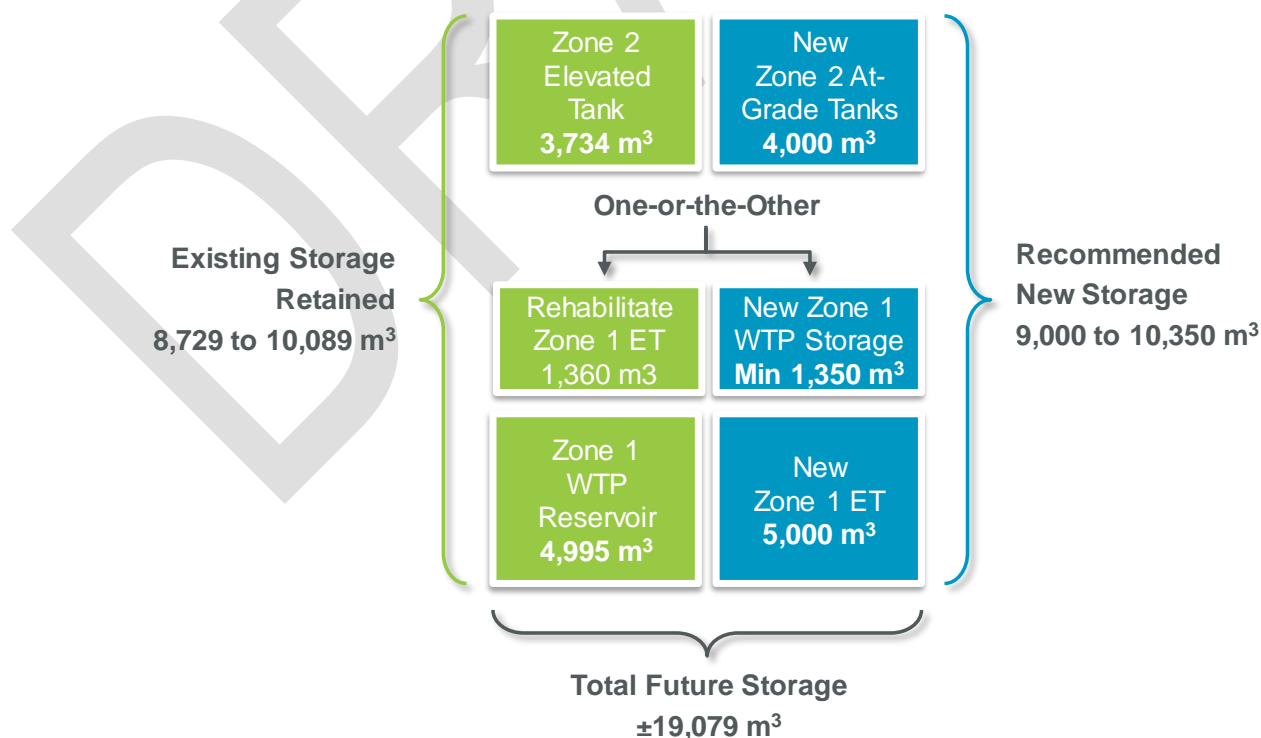 Zone 2
Elevated
Tank
3,734 m³
New
Zone 2 At-
Grade Tanks
4,000 m³
One-or-the-Other
Existing Storage
Retained
8,729 to 10,089 m³
Rehabilitate
Zone 1 ET
1,360 m3
New Zone 1
WTP Storage
Min 1,350 m³
Recommended
New Storage
9,000 to 10,350 m³
Zone 1
WTP
Reservoir
4,995 m³
New
Zone 1 ET
5,000 m³
Total Future Storage
±19,079 m³